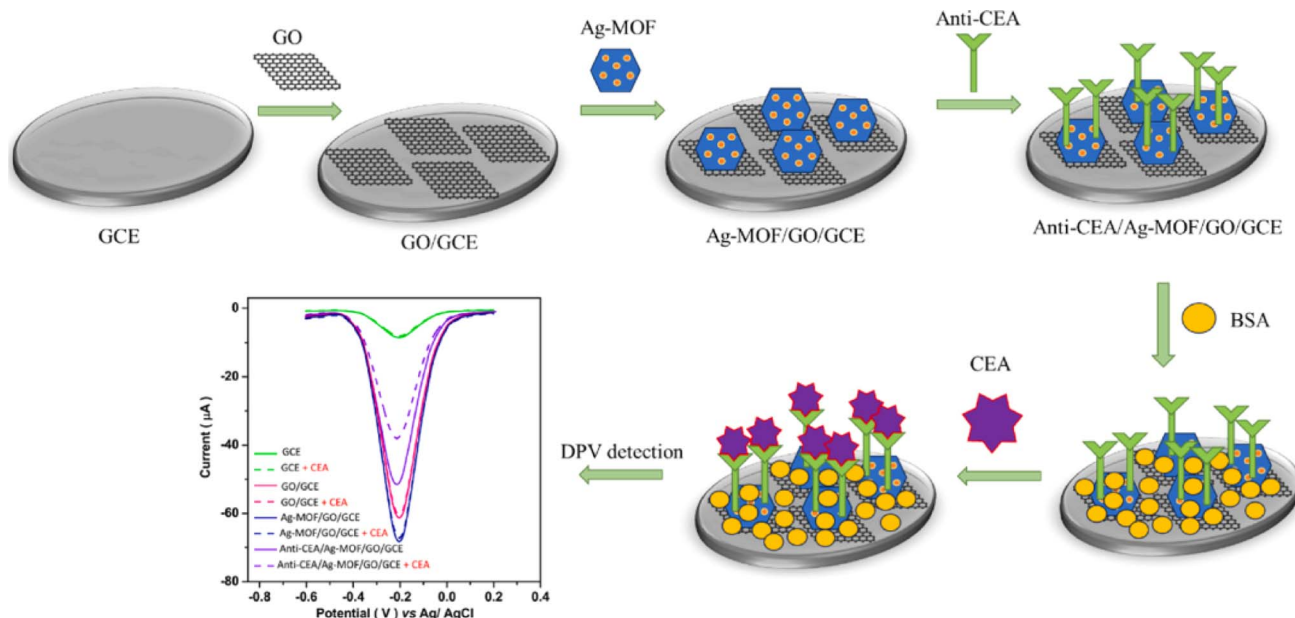 GO
Ag-MOF
Anti-CEA
GCE
GO/GCE
Ag-MOF/GO/GCE
Anti-CEA/Ag-MOF/GO/GCE
BSA
CEA
DPV detection
0
-20
-40
-60
-80
Current ( μA )
GCE
GCE + CEA
GO/GCE
GO/GCE + CEA
Ag-MOF/GO/GCE
Ag-MOF/GO/GCE + CEA
Anti-CEA/Ag-MOF/GO/GCE
Anti-CEA/Ag-MOF/GO/GCE + CEA
-0.8 -0.6 -0.4 -0.2 0.0 0.2 0.4
Potential ( V ) vs Ag/ AgCl